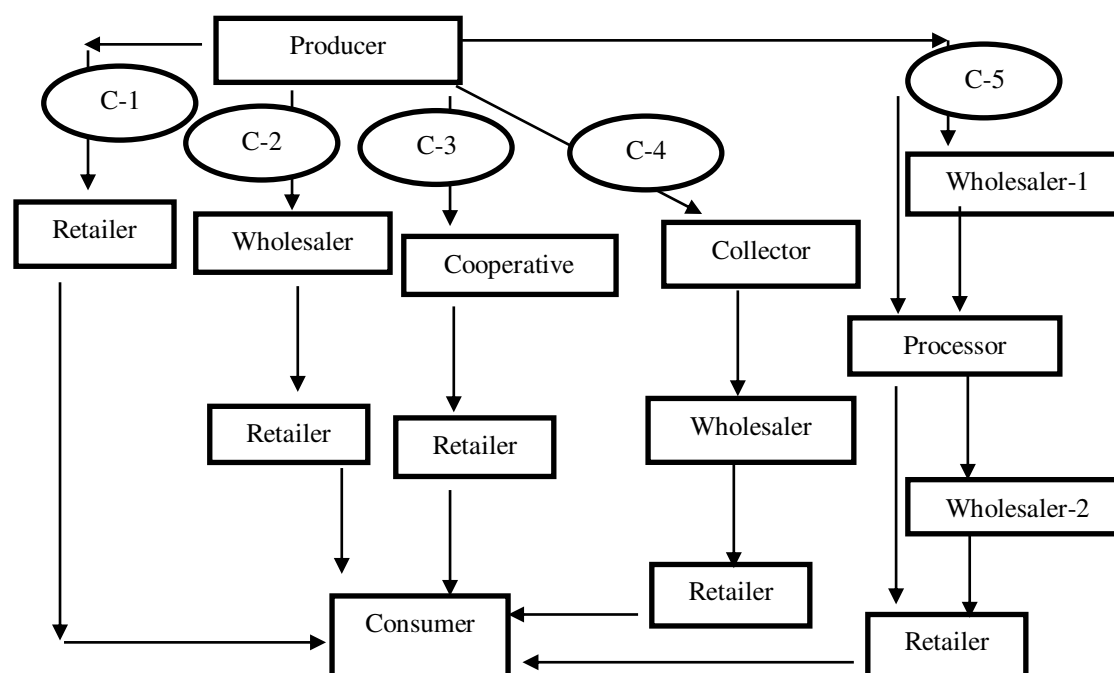 Producer
C-1
C-2
C-3
C-4
C-5
Wholesaler-1
Retailer
Wholesaler
Cooperative
Collector
Processor
Retailer
Retailer
Wholesaler
Wholesaler-2
Retailer
Consumer
Retailer